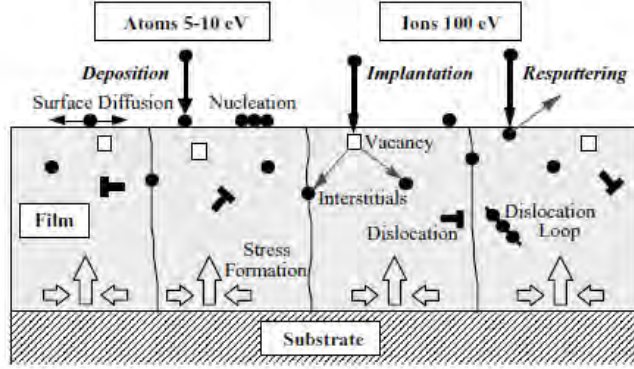 Atoms 5-10 eV
Ions 100 eV
Deposition
Implantation
Resputtering
Surface Diffusion
Nucleation
Vacancy
Interstitials
Film
Dislocation
Dislocation
Loop
Stress
Formation
Substrate